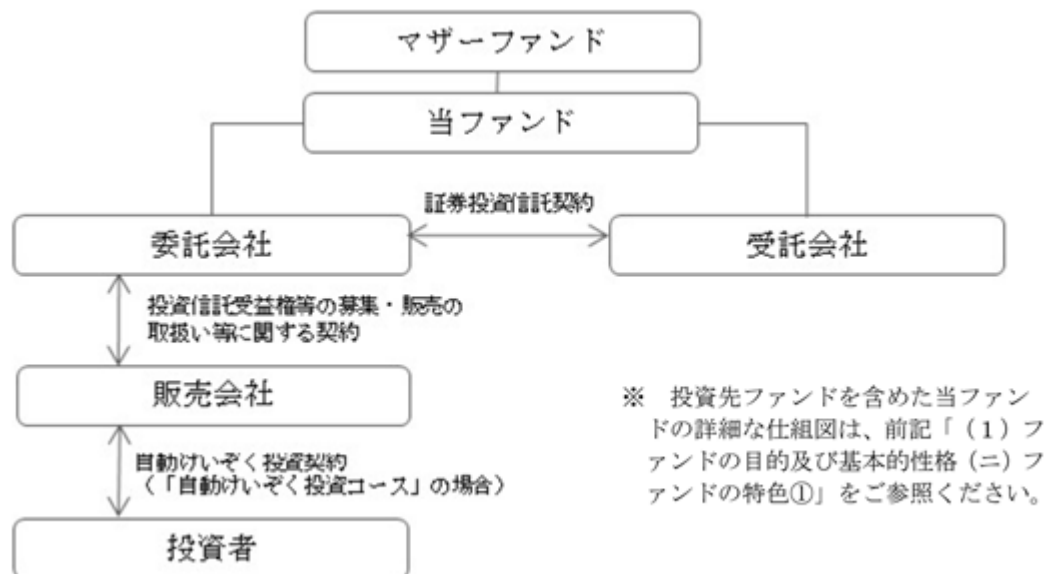 マザーファンド
当ファンド
証券投資信託契約
委託会社
受託会社
投資信託受益権等の募集・販売の
取扱い等に関する契約
販売会社
自動けいぞく投資契約
(「自動けいぞく投資コース」の場合)
投資者
※ 投資先ファンドを含めた当ファン
ドの詳細な仕組図は、前記「(1)フ
ァンドの目的及び基本的性格(ニ)フ
ァンドの特色①」をご参照ください。